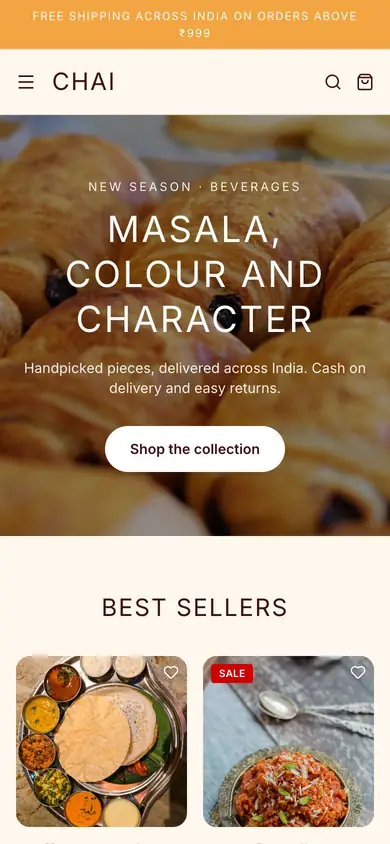 FREE SHIPPING ACROSS INDIA ON ORDERS ABOVE
₹999
CHAI
NEW SEASON · BEVERAGES
MASALA,
COLOUR AND
CHARACTER
Handpicked pieces, delivered across India. Cash on
delivery and easy returns.
Shop the collection
BEST SELLERS
SALE